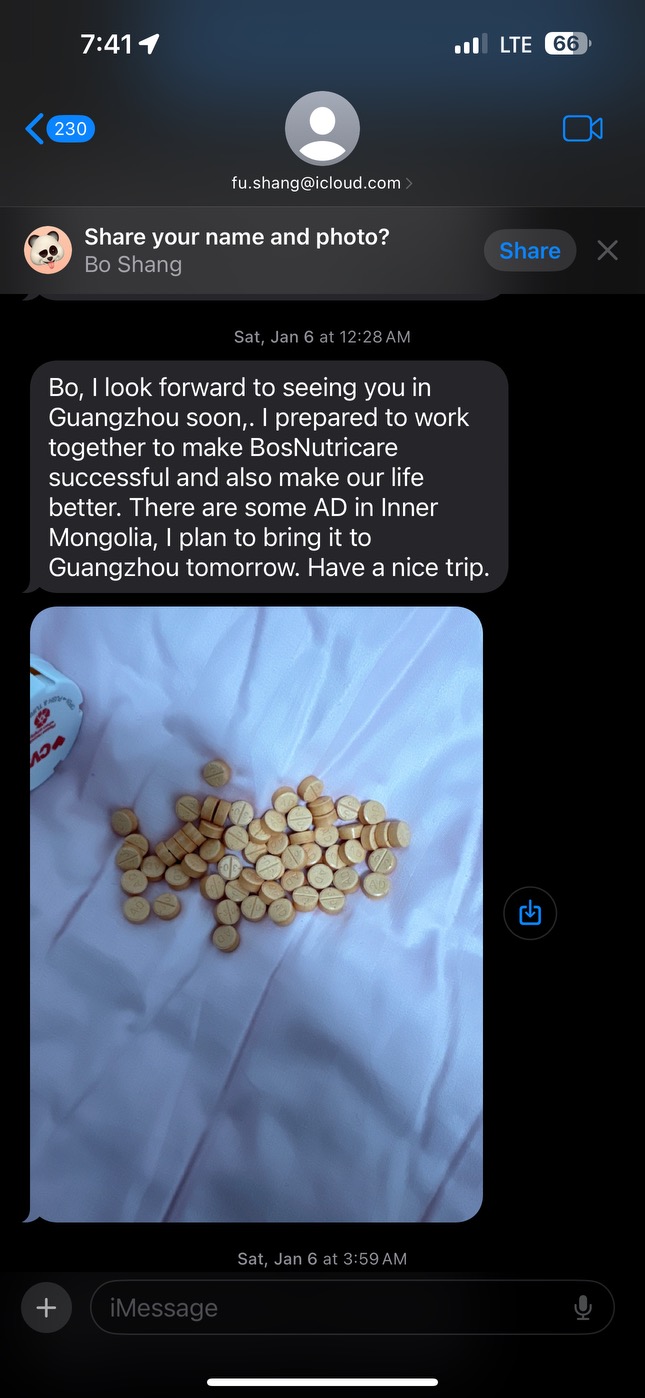 7:41
LTE
66
230
fu.shang@icloud.com
Share your name and photo?
Bo Shang
Share
Sat, Jan 6 at 12:28 AM
Bo, I look forward to seeing you in
Guangzhou soon,. I prepared to work
together to make BosNutricare
successful and also make our life
better. There are some AD in Inner
Mongolia, I plan to bring it to
Guangzhou tomorrow. Have a nice trip.
Sat, Jan 6 at 3:59 AM
iMessage